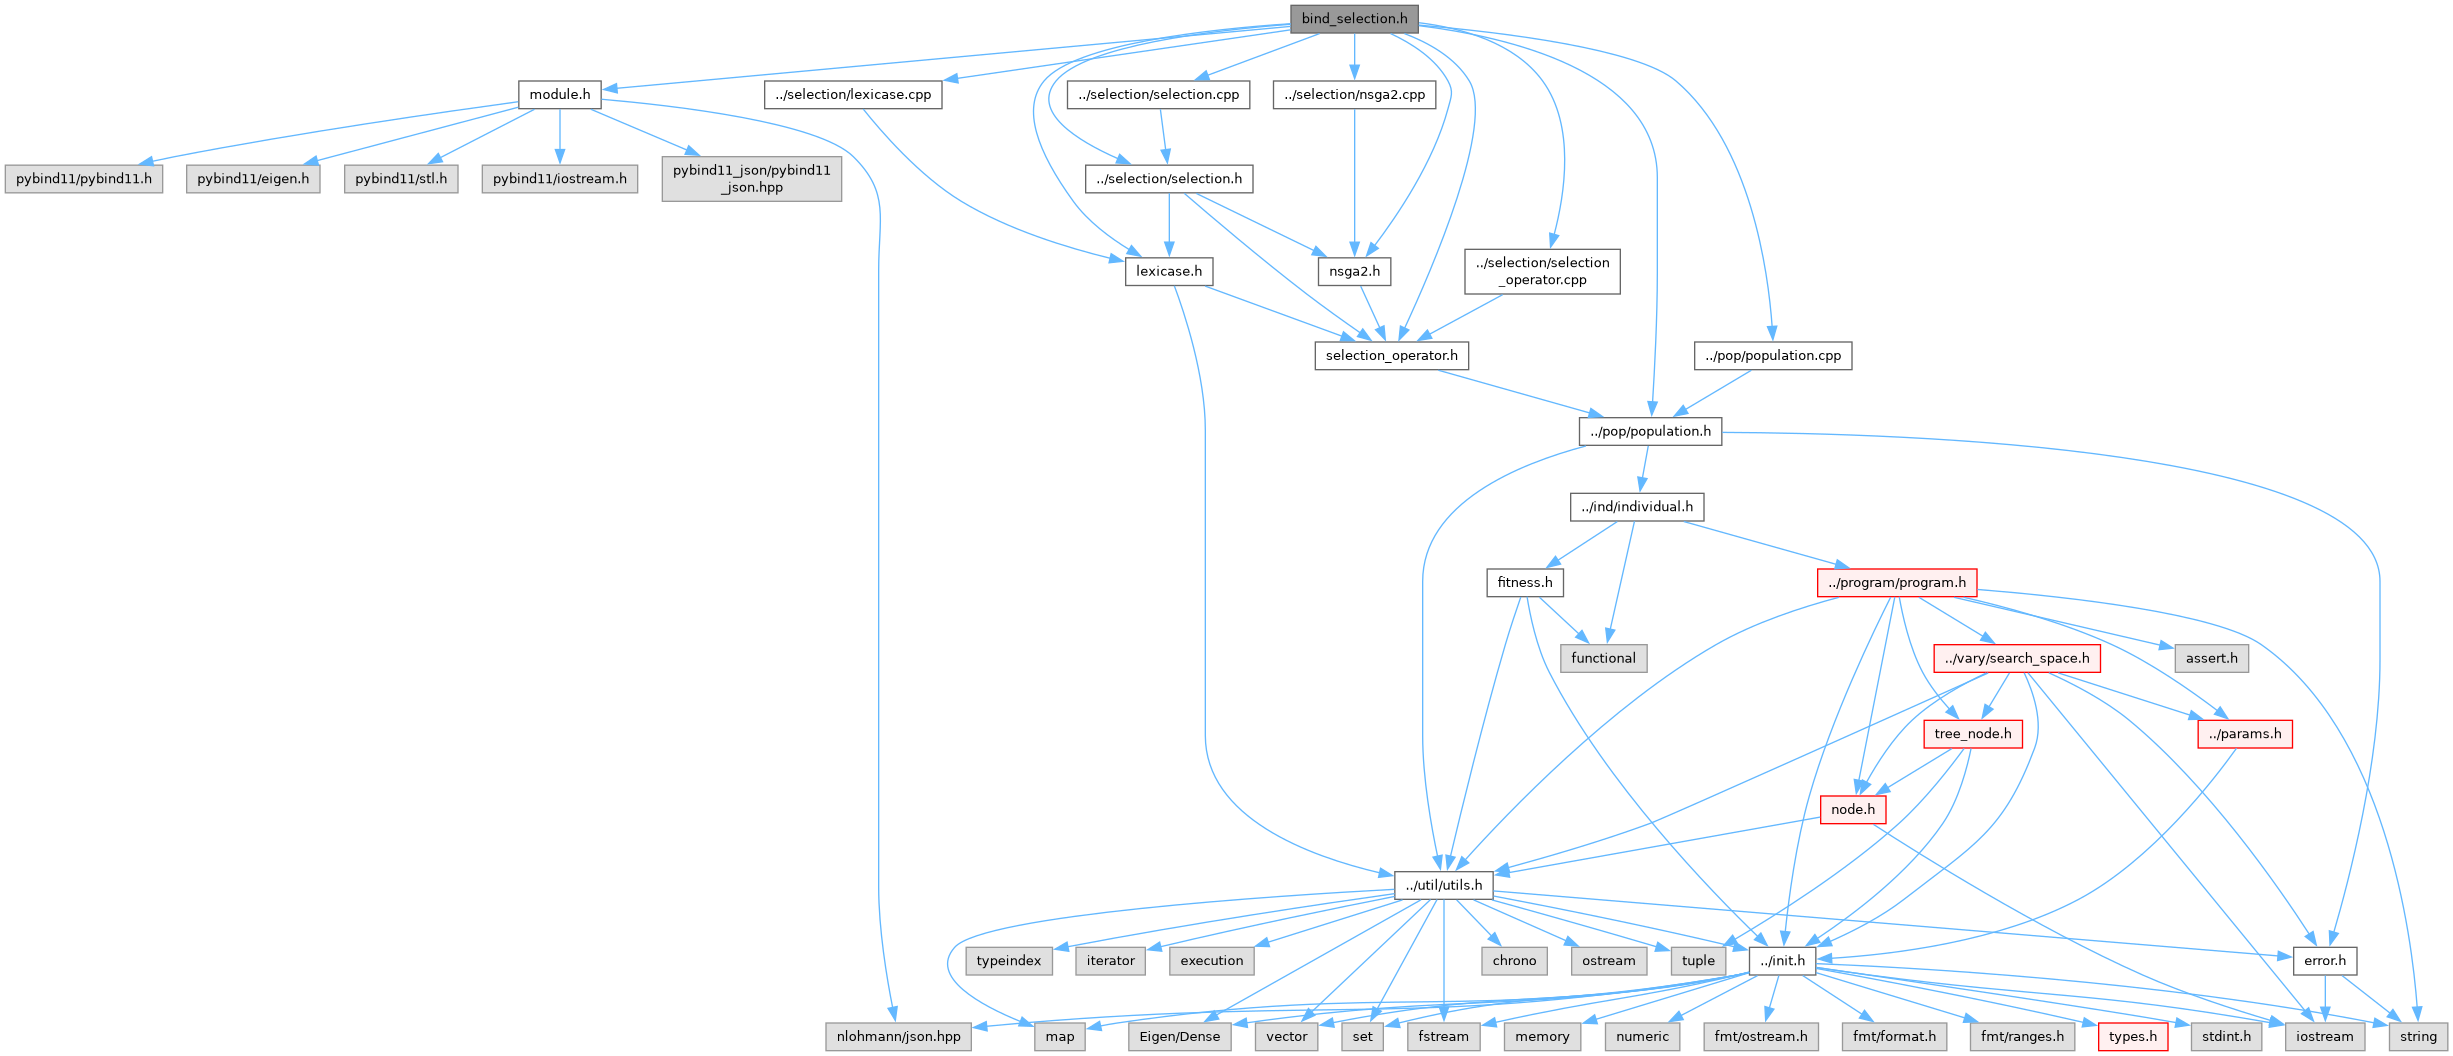 bind_selection.h
module.h
../selection/lexicase.cpp
../selection/selection.cpp
../selection/nsga2.cpp
pybind11/pybind11.h
pybind11/eigen.h
pybind11/stl.h
pybind11/iostream.h
pybind11_json/pybind11
_json.hpp
../selection/selection.h
lexicase.h
nsga2.h
../selection/selection
_operator.cpp
selection_operator.h
../pop/population.cpp
../pop/population.h
../ind/individual.h
fitness.h
../program/program.h
functional
../vary/search_space.h
assert.h
tree_node.h
../params.h
node.h
../util/utils.h
typeindex
iterator
execution
chrono
ostream
tuple
../init.h
error.h
nlohmann/json.hpp
map
Eigen/Dense
vector
set
fstream
memory
numeric
fmt/ostream.h
fmt/format.h
fmt/ranges.h
types.h
stdint.h
iostream
string